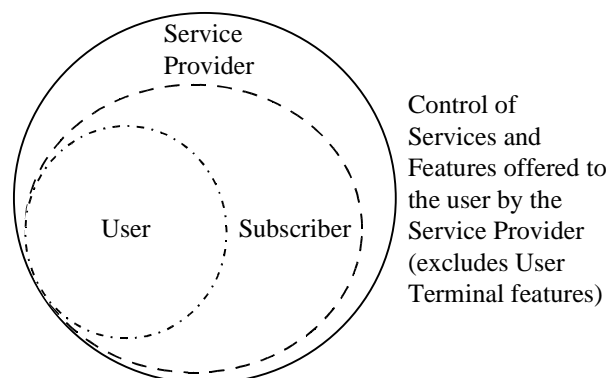 Service
Provider
User
Subscriber
Control of
Services and
Features offered to
the user by the
Service Provider
(excludes User
Terminal features)